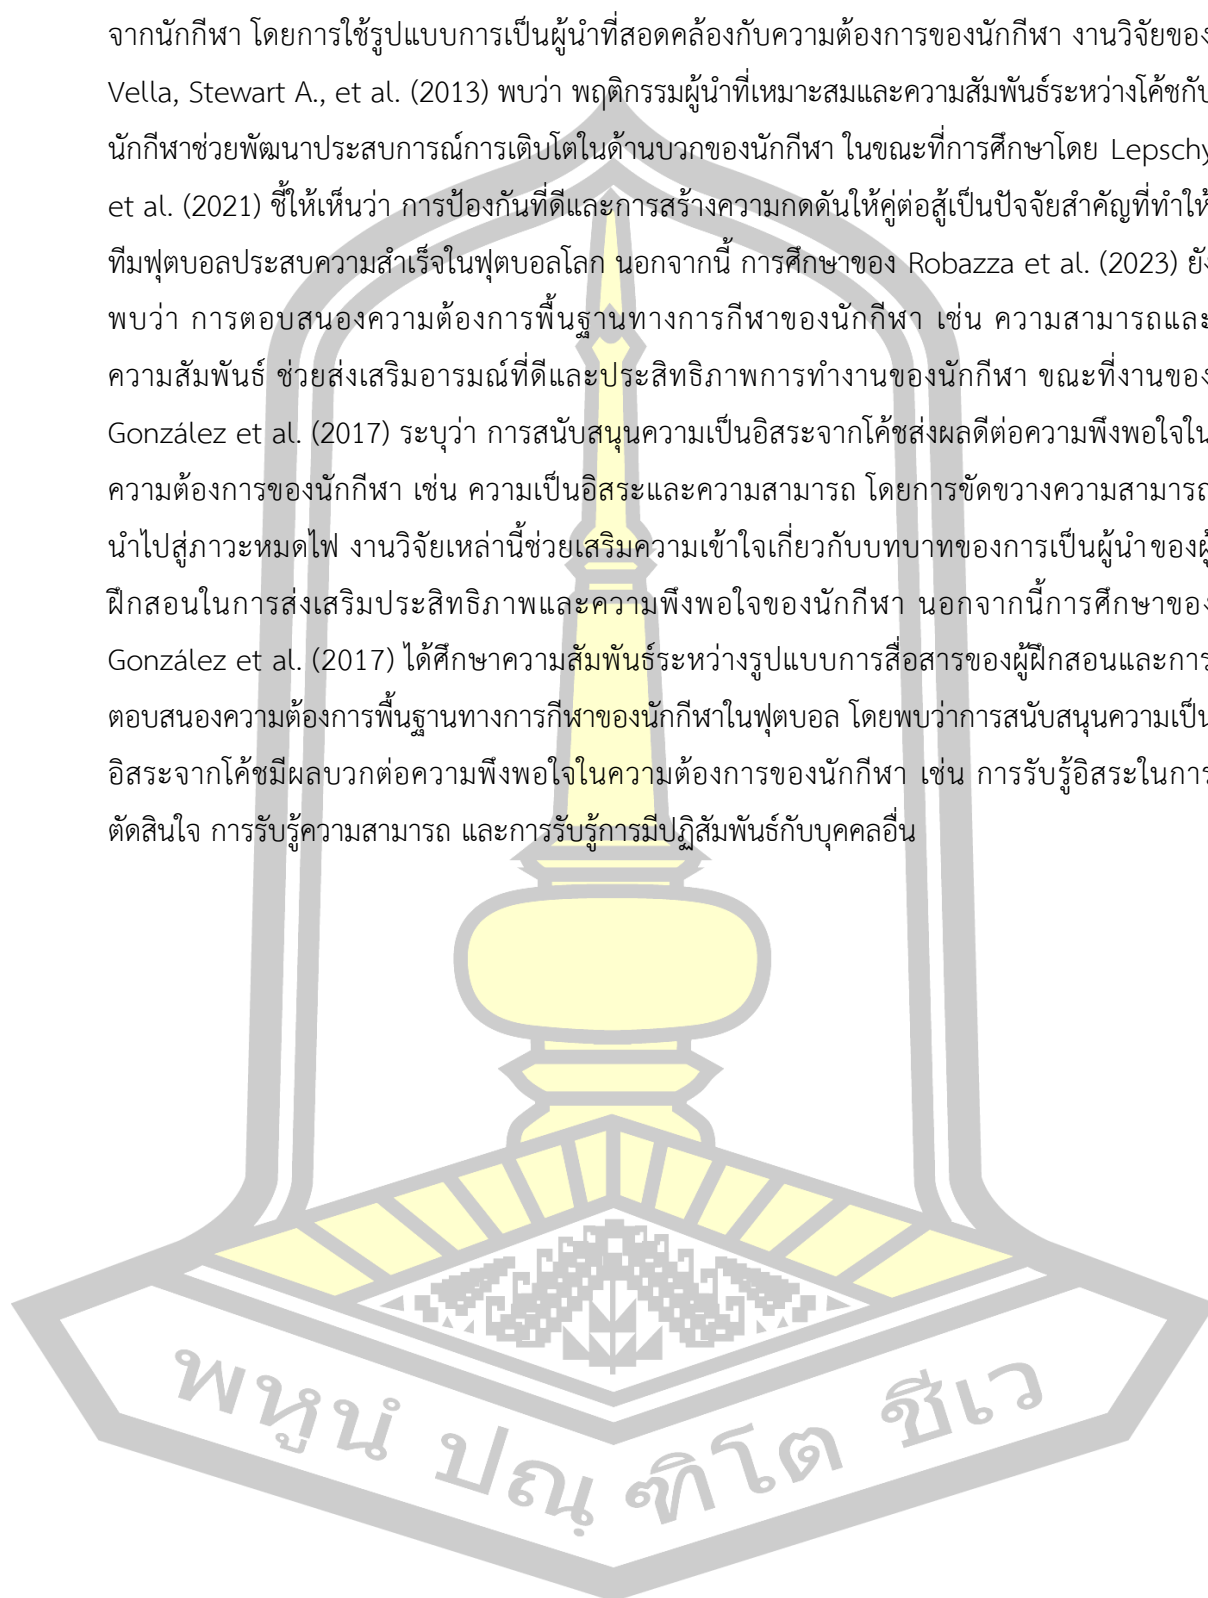 จากนักกีฬา โดยการใช้รูปแบบการเป็นผู้นำที่สอดคล้องกับความต้องการของนักกีฬา งานวิจัยของ
Vella, Stewart A., et al. (2013) พบว่า พฤติกรรมผู้นำที่เหมาะสมและความสัมพันธ์ระหว่างโค้ชกับ
นักกีฬาช่วยพัฒนาประสบการณ์การเติบโตในด้านบวกของนักกีฬา ในขณะที่การศึกษาโดย Lepschy
et al. (2021) ชี้ให้เห็นว่า การป้องกันที่ดีและการสร้างความกดดันให้คู่ต่อสู้เป็นปัจจัยสำคัญที่ทำให้
ทีมฟุตบอลประสบความสำเร็จในฟุตบอลโลก นอกจากนี้ การศึกษาของ Robazza et al. (2023) ยัง
พบว่า การตอบสนองความต้องการพื้นฐานทางการกีฬาของนักกีฬา เช่น ความสามารถและ
ความสัมพันธ์ ช่วยส่งเสริมอารมณ์ที่ดีและประสิทธิภาพการทำงานของนักกีฬา ขณะที่งานของ
González et al. (2017) ระบุว่า การสนับสนุนความเป็นอิสระจากโค้ชส่งผลดีต่อความพึงพอใจใน
ความต้องการของนักกีฬา เช่น ความเป็นอิสระและความสามารถ โดยการขัดขวางความสามารถ
นำไปสู่ภาวะหมดไฟ งานวิจัยเหล่านี้ช่วยเสริมความเข้าใจเกี่ยวกับบทบาทของการเป็นผู้นำของผู้
ฝึกสอนในการส่งเสริมประสิทธิภาพและความพึงพอใจของนักกีฬา นอกจากนี้การศึกษาของ
González et al. (2017) ได้ศึกษาความสัมพันธ์ระหว่างรูปแบบการสื่อสารของผู้ฝึกสอนและการ
ตอบสนองความต้องการพื้นฐานทางการกีฬาของนักกีฬาในฟุตบอล โดยพบว่าการสนับสนุนความเป็น
อิสระจากโค้ชมีผลบวกต่อความพึงพอใจในความต้องการของนักกีฬา เช่น การรับรู้อิสระในการ
ตัดสินใจ การรับรู้ความสามารถ และการรับรู้การมีปฏิสัมพันธ์กับบุคคลอื่น
พหูนํ ปณฺฑิโต ชีเว